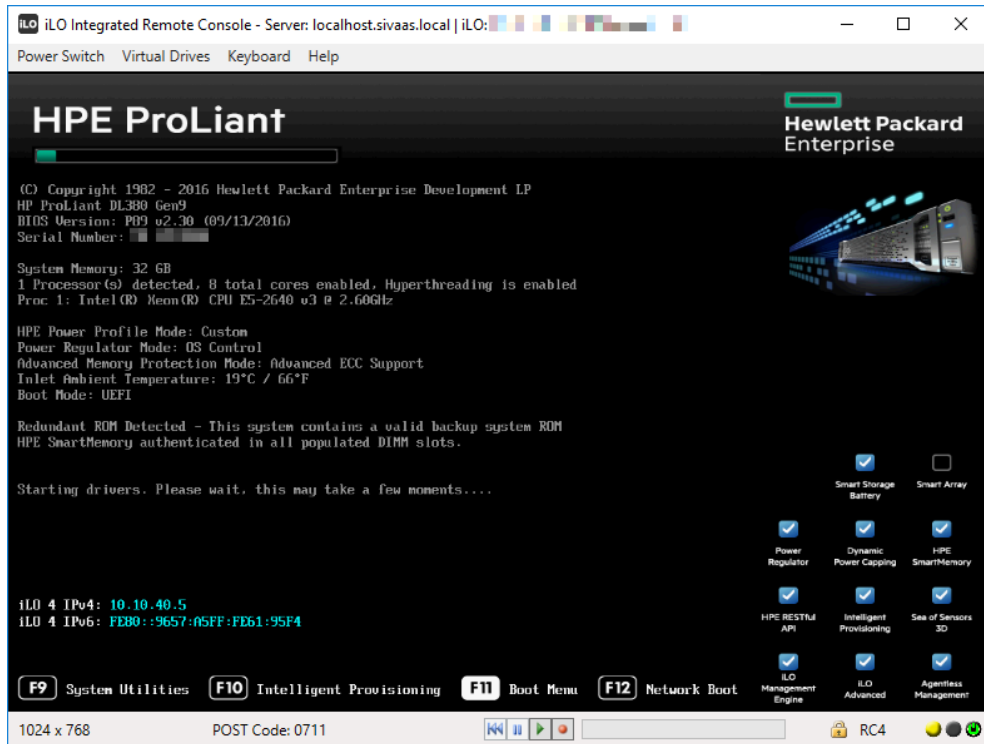 iLO iLO Integrated Remote Console - Server: localhost.sivaas.local | iLO:
Power Switch Virtual Drives Keyboard Help
HPE ProLiant
Hewlett Packard
Enterprise
(C) Copyright 1982 - 2016 Hewlett Packard Enterprise Development LP
HP ProLiant DL380 Gen9
BIOS Version: P89 v2.30 (09/13/2016)
Serial Number:
System Memory: 32 GB
1 Processor(s) detected, 8 total cores enabled, Hyperthreading is enabled
Proc 1: Intel(R) Xeon(R) CPU E5-2640 v3 @ 2.60GHz
HPE Power Profile Mode: Custom
Power Regulator Mode: OS Control
Advanced Memory Protection Mode: Advanced ECC Support
Inlet Ambient Temperature: 19°C / 66°F
Boot Mode: UEFI
Redundant ROM Detected - This system contains a valid backup system ROM
HPE SmartMemory authenticated in all populated DIMM slots.
Starting drivers. Please wait, this may take a few moments....
Smart Storage Battery
Smart Array
Power Regulator
Dynamic Power Capping
HPE SmartMemory
HPE RESTful API
Intelligent Provisioning
Sea of Sensors 3D
iLO Management Engine
iLO Advanced
Agentless Management
iLO 4 IPv4: 10.10.40.5
iLO 4 IPv6: FE80::9657:A5FF:FE61:95F4
F9 System Utilities F10 Intelligent Provisioning F11 Boot Menu F12 Network Boot
1024 x 768 POST Code: 0711 RC4